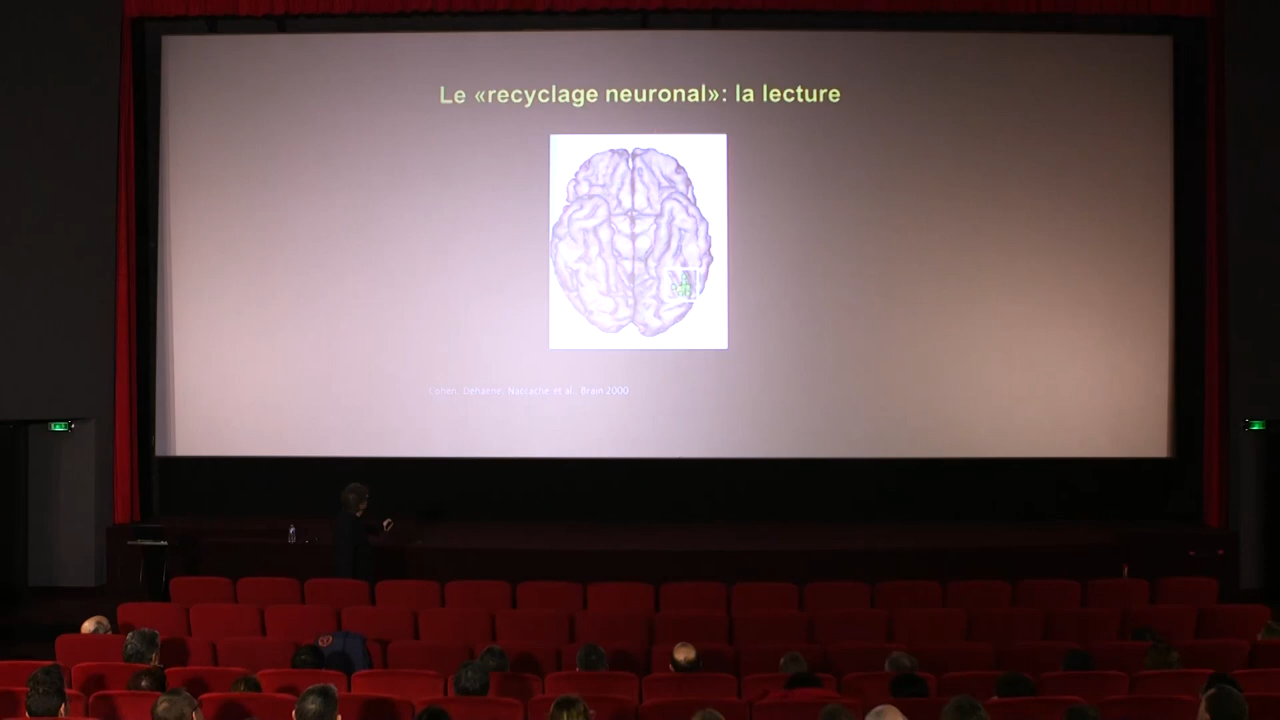 Le «recyclage neuronal»: la lecture
Cohen, Dehaene, Naccache et al., Brain 2000